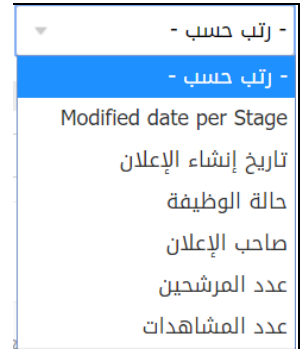 - رتب حسب -
- رتب حسب -
Modified date per Stage
تاريخ إنشاء الإعلان
حالة الوظيفة
صاحب الإعلان
عدد المرشحين
عدد المشاهدات